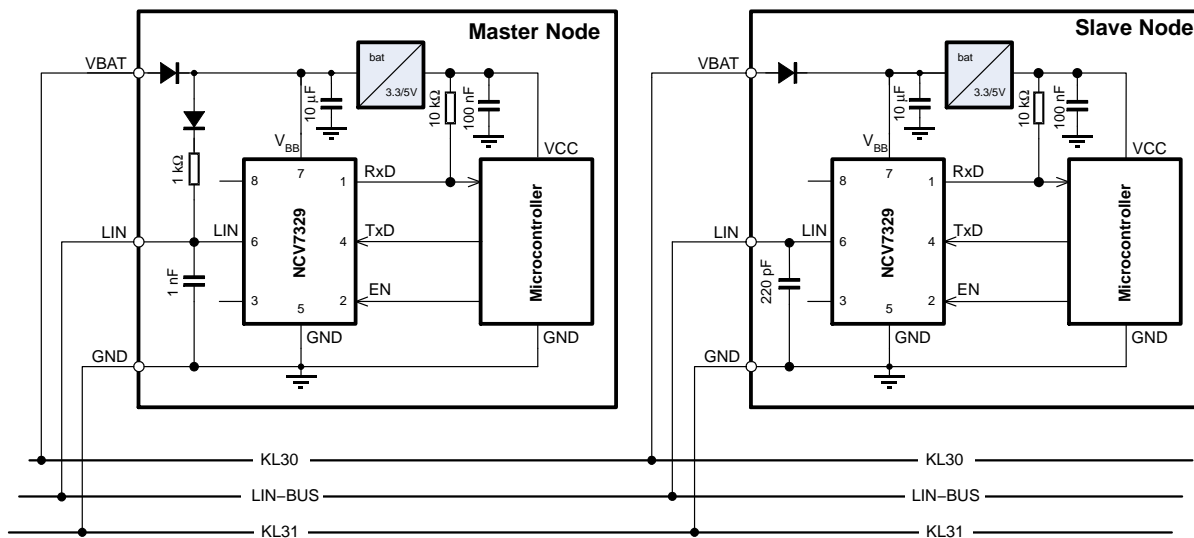 Master Node
VBAT
bat
3.3/5V
10 µF
10 kΩ
100 nF
VBB
VCC
1 kΩ
8
7
1
RxD
LIN
LIN
6
NCV7329
4
TxD
Microcontroller
1 nF
3
5
2
EN
GND
GND
GND
Slave Node
VBAT
bat
3.3/5V
10 µF
10 kΩ
100 nF
VBB
VCC
8
7
1
RxD
LIN
LIN
6
NCV7329
4
TxD
Microcontroller
220 pF
3
5
2
EN
GND
GND
GND
KL30
KL30
LIN−BUS
LIN−BUS
KL31
KL31